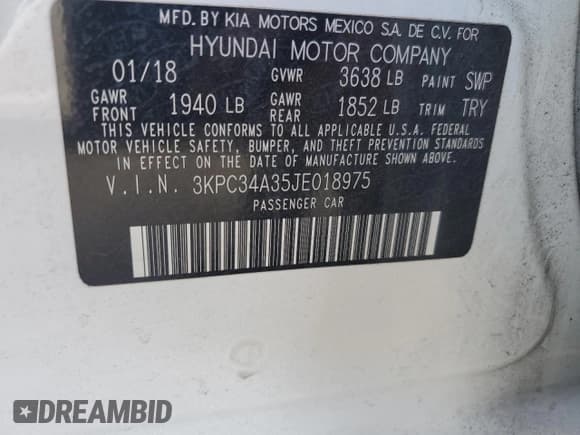 MFD. BY KIA MOTORS MEXICO S.A. DE C.V. FOR
HYUNDAI MOTOR COMPANY
01/18 GVWR 3638 LB PAINT SWP
GAWR FRONT 1940 LB GAWR REAR 1852 LB TRIM TRY
THIS VEHICLE CONFORMS TO ALL APPLICABLE U.S.A. FEDERAL
MOTOR VEHICLE SAFETY, BUMPER, AND THEFT PREVENTION STANDARDS
IN EFFECT ON THE DATE OF MANUFACTURE SHOWN ABOVE.
V.I.N. 3KPC34A35JE018975
PASSENGER CAR
DREAMBID